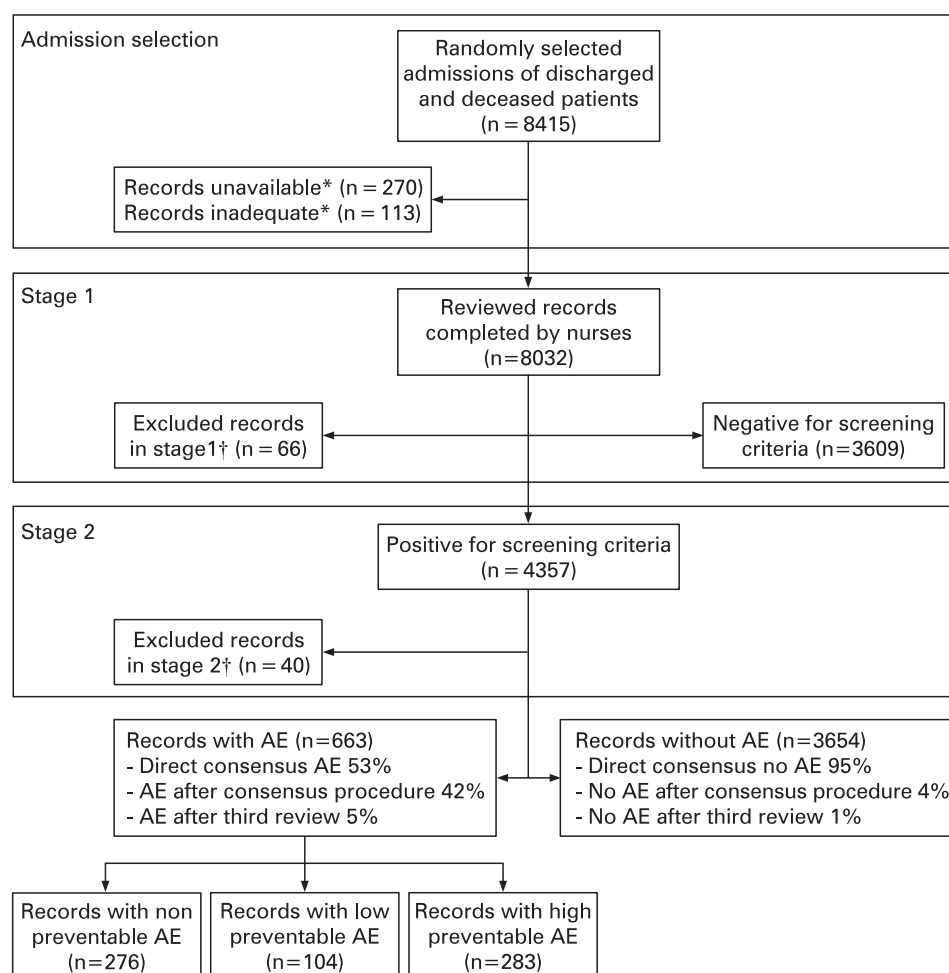 Admission selection
Randomly selected
admissions of discharged
and deceased patients
(n = 8415)
Records unavailable* (n = 270)
Records inadequate* (n = 113)
Stage 1
Reviewed records
completed by nurses
(n=8032)
Excluded records
in stage1† (n = 66)
Negative for screening
criteria (n=3609)
Stage 2
Positive for screening criteria
(n = 4357)
Excluded records
in stage 2† (n = 40)
Records with AE (n=663)
- Direct consensus AE 53%
- AE after consensus procedure 42%
- AE after third review 5%
Records without AE (n=3654)
- Direct consensus no AE 95%
- No AE after consensus procedure 4%
- No AE after third review 1%
Records with non
preventable AE
(n=276)
Records with low
preventable AE
(n=104)
Records with high
preventable AE
(n=283)